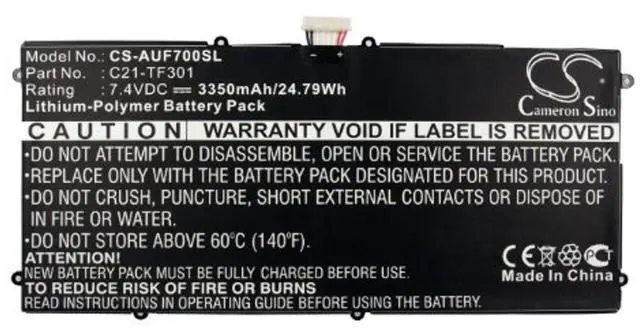 Model No.: CS-AUF700SL
Part No. : C21-TF301
Rating : 7.4VDC ⎓ 3350mAh/24.79Wh
Lithium-Polymer Battery Pack
CS
Cameron Sino
CAUTION WARRANTY VOID IF LABEL IS REMOVED
•DO NOT ATTEMPT TO DISASSEMBLE, OPEN OR SERVICE THE BATTERY PACK.
•REPLACE ONLY WITH THE BATTERY PACK DESIGNATED FOR THIS PRODUCT.
•DO NOT CRUSH, PUNCTURE, SHORT EXTERNAL CONTACTS OR DISPOSE OF
IN FIRE OR WATER.
•DO NOT STORE ABOVE 60°C (140°F).
ATTENTION!
NEW BATTERY PACK MUST BE FULLY CHARGED BEFORE USE
TO REDUCE RISK OF FIRE OR BURNS
READ INSTRUCTIONS IN OPERATING GUIDE BEFORE USING BATTERY
CE
Made In China